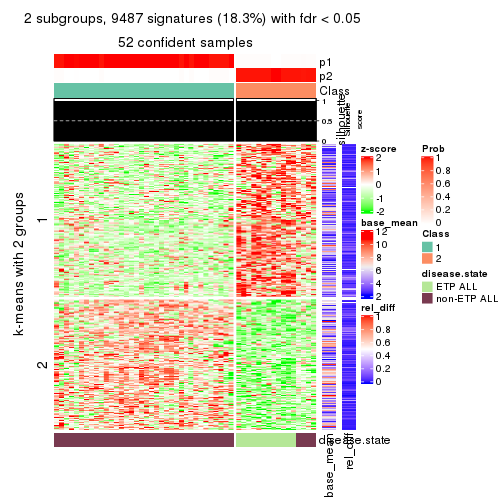 2 subgroups, 9487 signatures (18.3%) with fdr < 0.05
52 confident samples
p1
p2
Class
silhouette
1
0.5
0
Silhouette
score
k-means with 2 groups
1
2
disease.state
base_mean
rel_diff
z-score
2
1
0
-1
-2
base_mean
12
10
8
6
4
2
rel_diff
1
0.8
0.6
0.4
0.2
0
Prob
1
0.8
0.6
0.4
0.2
0
Class
1
2
disease.state
ETP ALL
non-ETP ALL